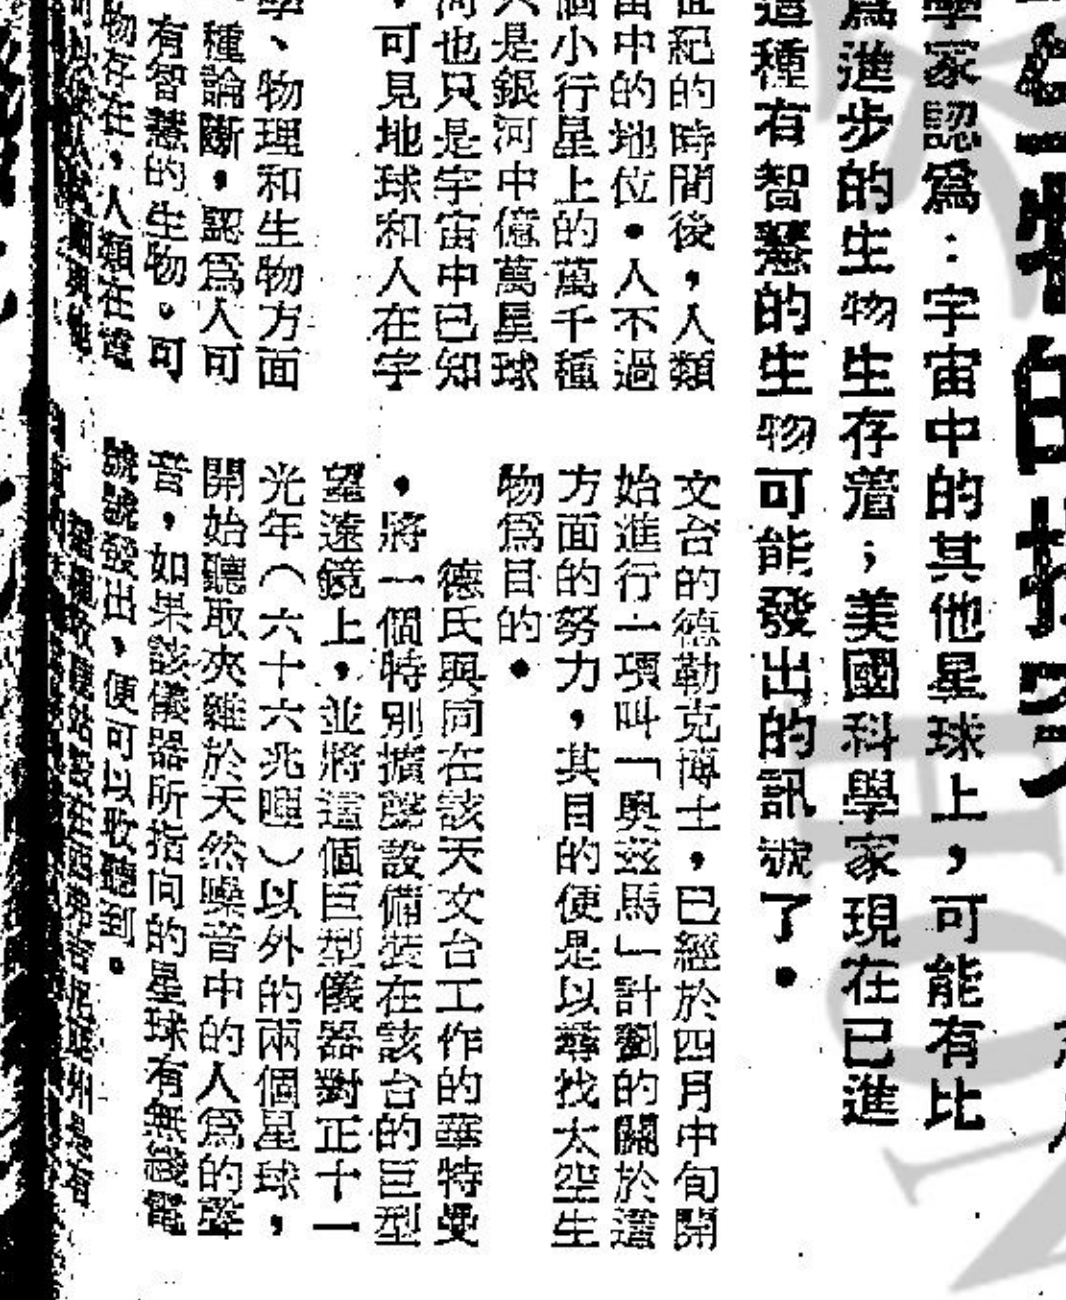 的找
學家認爲：宇宙中的其他星球上，可能有比
爲進步的生物生存着；美國科學家現在已進
這種有智慧的生物可能發出的訊號了。
世紀的時間後，人類
宙中的地位。人不過
個小行星上的萬千種
只是銀河中億萬星球
河也只是宇宙中已知
，可見地球和人在宇
學、物理和生物方面
種論斷，認爲人可
有智慧的生物。可
物存在，人類在電
文台的德勒克博士，已經於四月中旬開
始進行一項叫「奧茲馬」計劃的關於這
方面的努力，其目的便是以尋找太空生
物爲目的。
德氏與同在該天文台工作的華特曼
，將一個特別擴聲設備裝在該台的巨型
望遠鏡上，並將這個巨型儀器對正十一
光年（六十六兆哩）以外的兩個星球，
開始聽取夾雜於天然噪音中的人爲的聲
音，如果該儀器所指向的星球有無綫電
號發出、便可以收聽到。